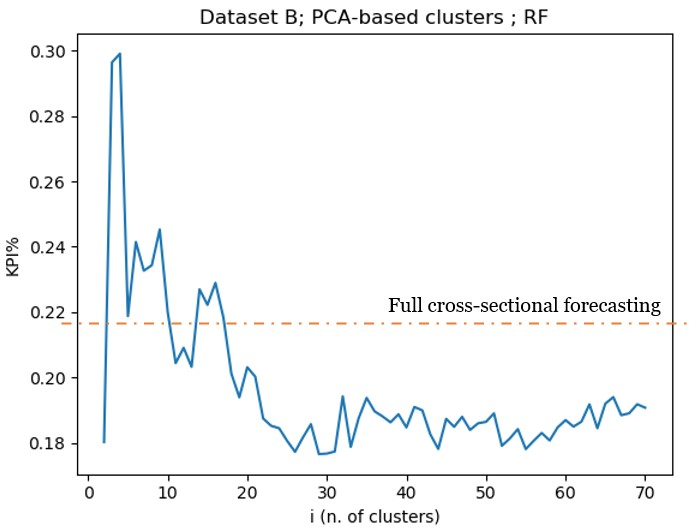 Dataset B; PCA-based clusters ; RF
KPI%
0.30
0.28
0.26
0.24
0.22
0.20
0.18
Full cross-sectional forecasting
0 10 20 30 40 50 60 70
i (n. of clusters)